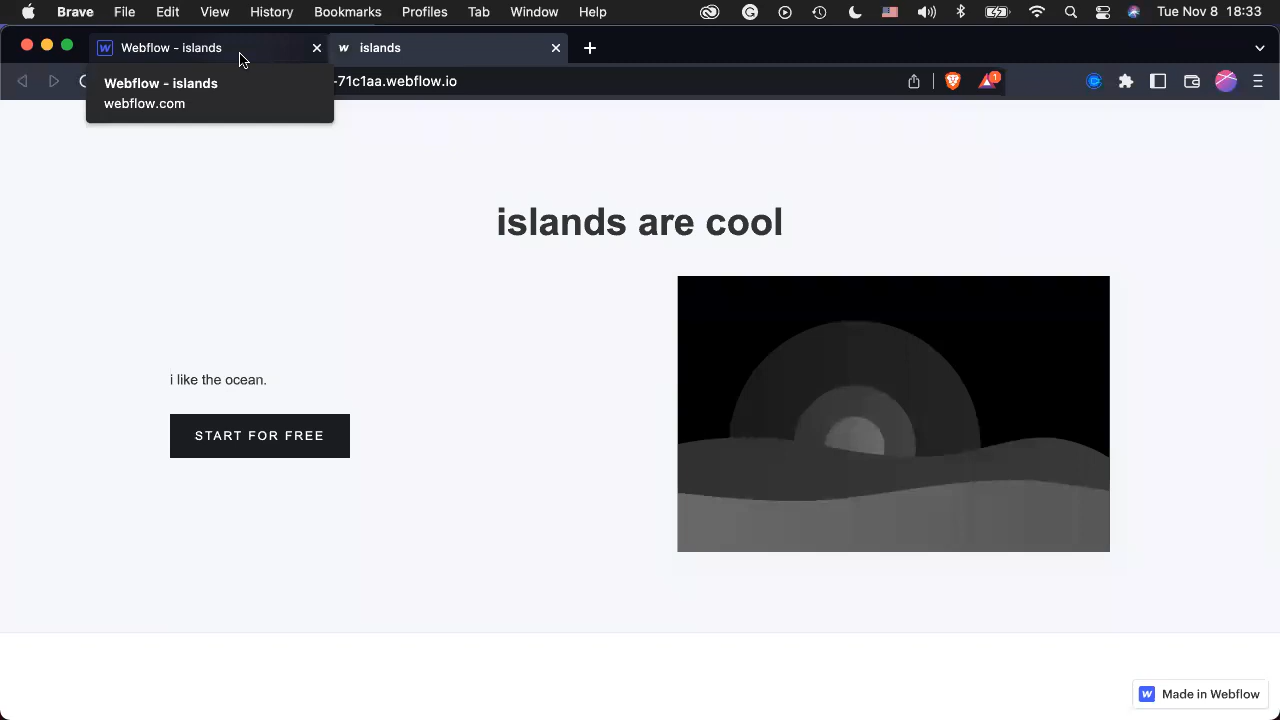 Brave File Edit View History Bookmarks Profiles Tab Window Help Tue Nov 8 18:33
Webflow - islands islands
Webflow - islands
webflow.com
-71c1aa.webflow.io
1
islands are cool
i like the ocean.
START FOR FREE
Made in Webflow